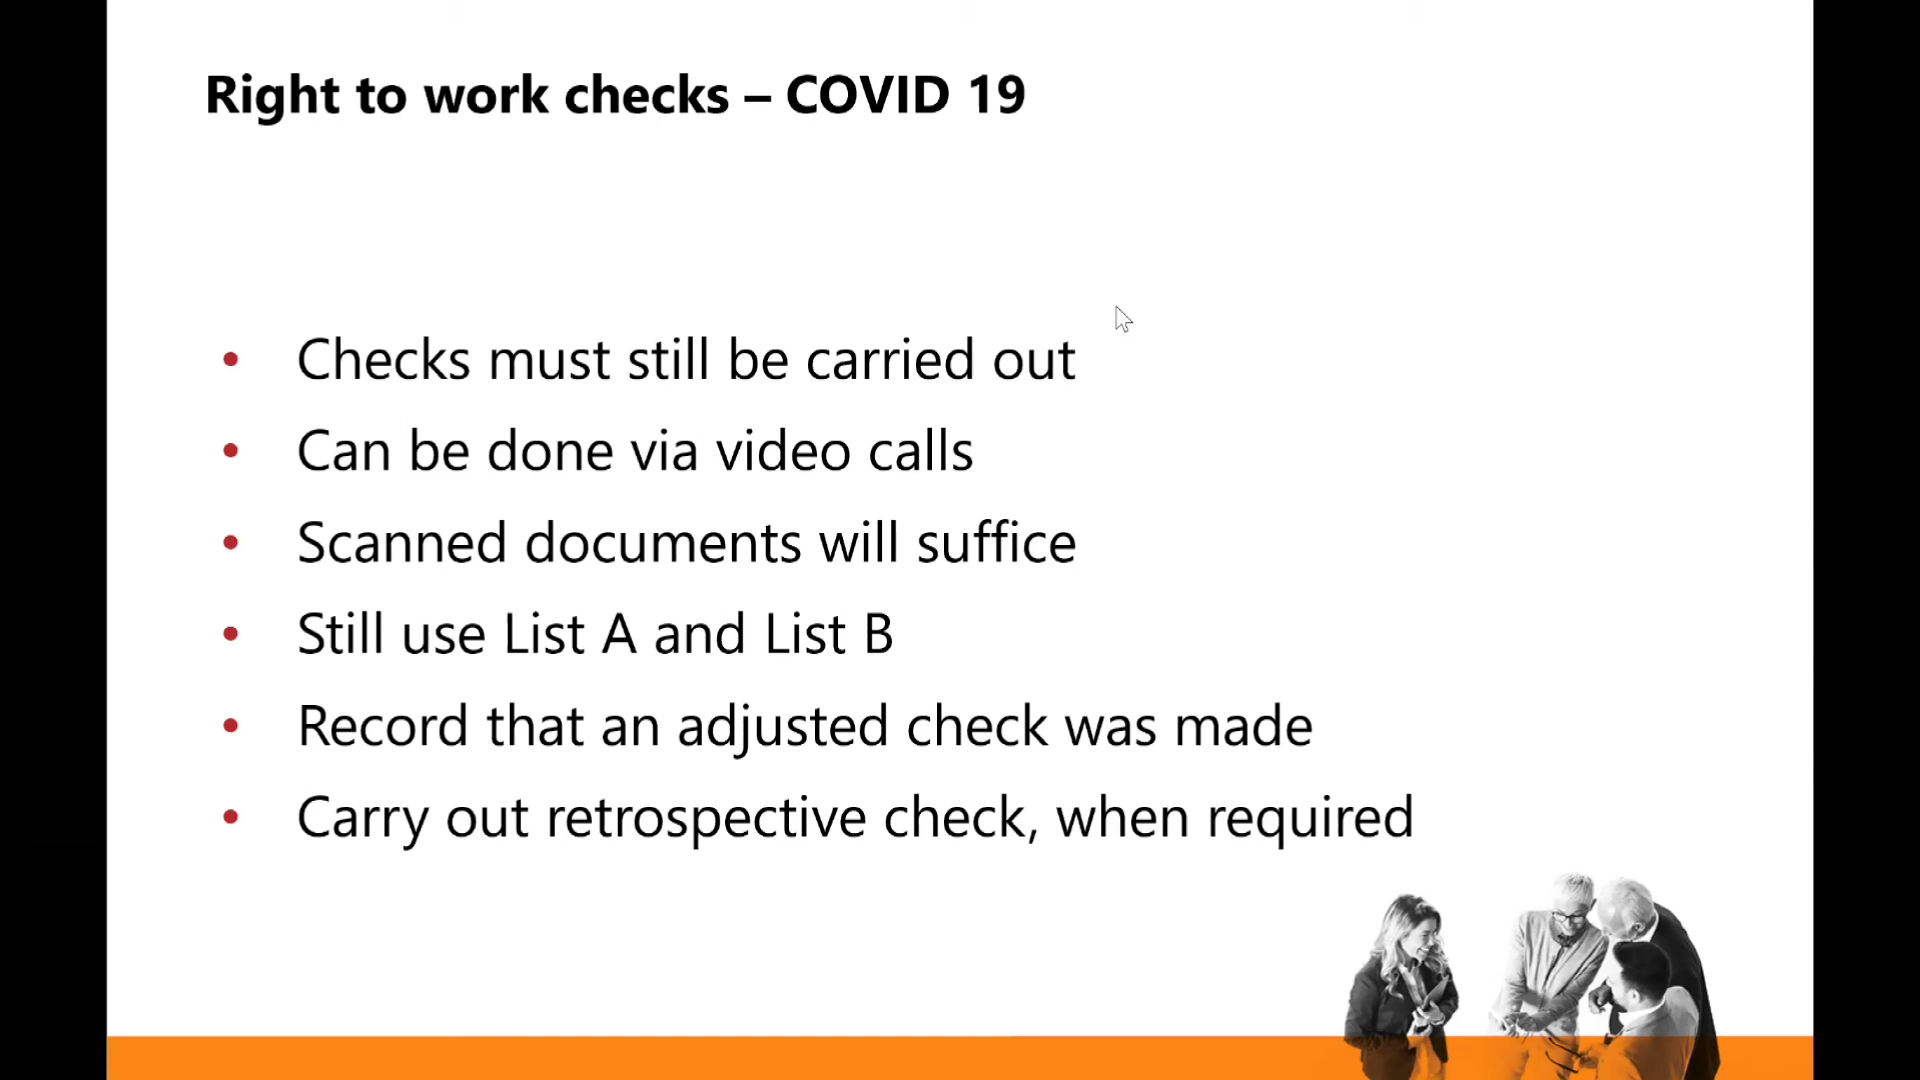 Right to work checks – COVID 19
• Checks must still be carried out
• Can be done via video calls
• Scanned documents will suffice
• Still use List A and List B
• Record that an adjusted check was made
• Carry out retrospective check, when required